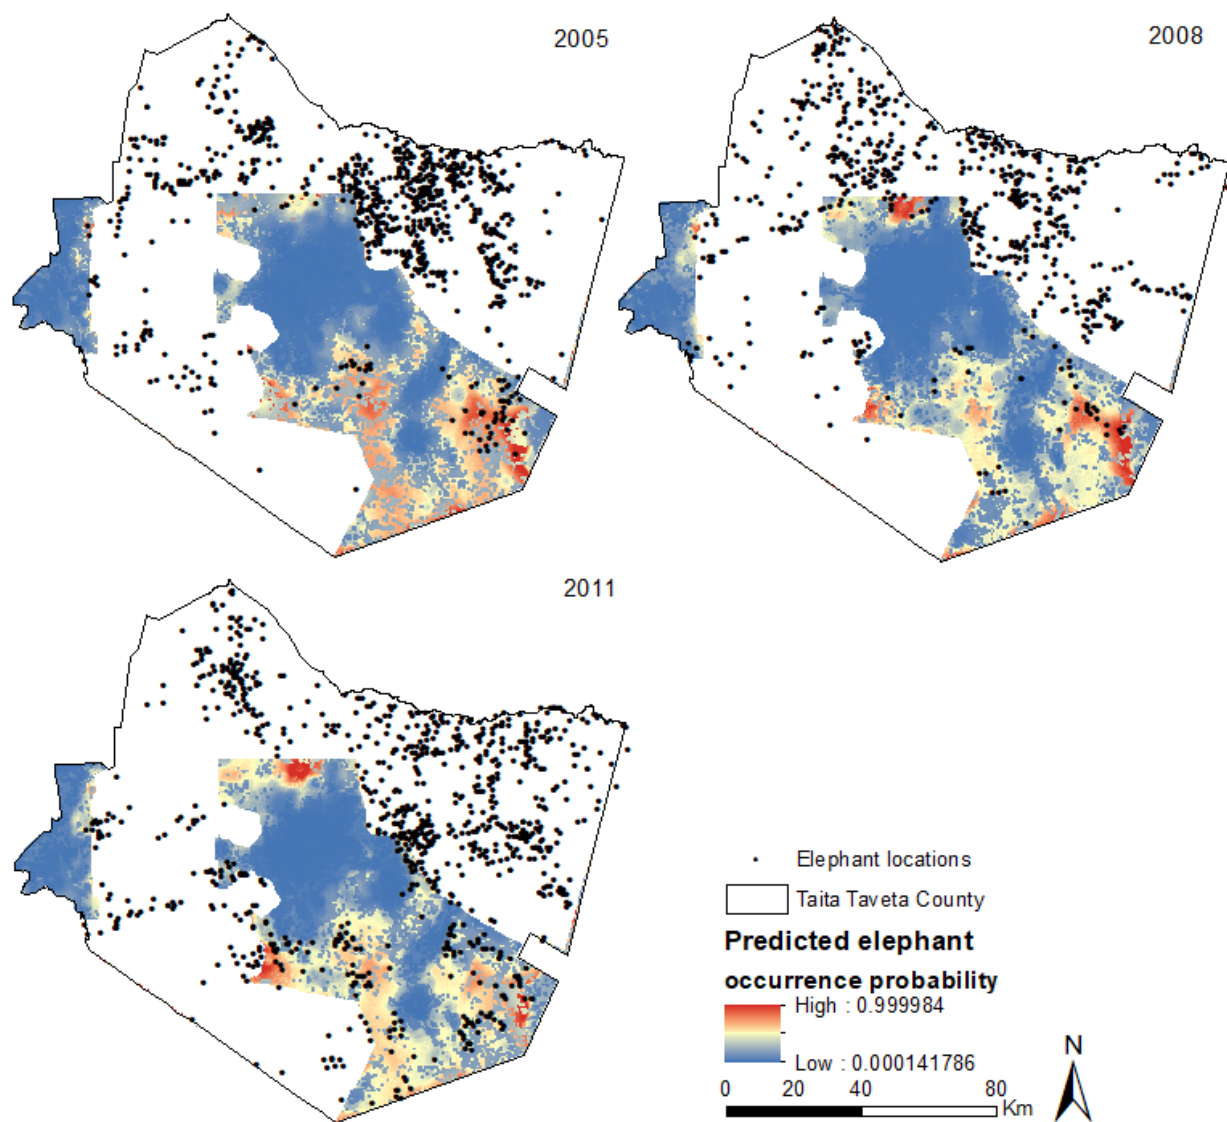 2005
2008
2011
Elephant locations
Taita Taveta County
Predicted elephant
occurrence probability
High : 0.999984
Low : 0.000141786
N
0 20 40 80
Km